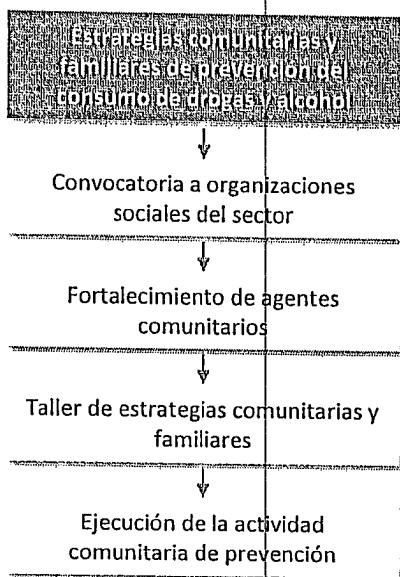 Estrategias comunitarias y
familiares de prevención del
consumo de drogas y alcohol
Convocatoria a organizaciones
sociales del sector
Fortalecimiento de agentes
comunitarios
Taller de estrategias comunitarias y
familiares
Ejecución de la actividad
comunitaria de prevención